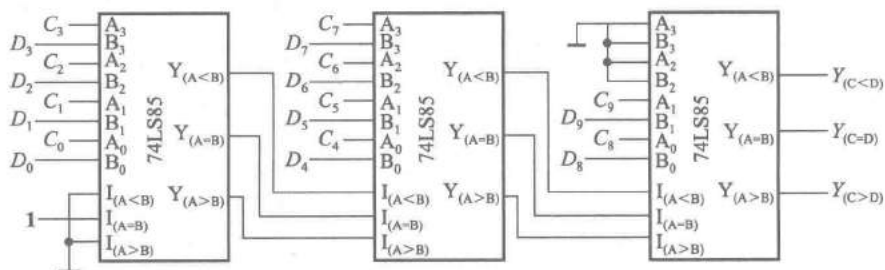 C₃ A₃
D₃ B₃
C₂ A₂
D₂ B₂
C₁ A₁
D₁ B₁
C₀ A₀
D₀ B₀
I(A<B)
1 I(A=B)
I(A>B)
74LS85
Y(A<B)
Y(A=B)
Y(A>B)
C₇ A₃
D₇ B₃
C₆ A₂
D₆ B₂
C₅ A₁
D₅ B₁
C₄ A₀
D₄ B₀
I(A<B)
I(A=B)
I(A>B)
74LS85
Y(A<B)
Y(A=B)
Y(A>B)
A₃
B₃
A₂
B₂
C₉ A₁
D₉ B₁
C₈ A₀
D₈ B₀
I(A<B)
I(A=B)
I(A>B)
74LS85
Y(A<B) Y(C<D)
Y(A=B) Y(C=D)
Y(A>B) Y(C>D)